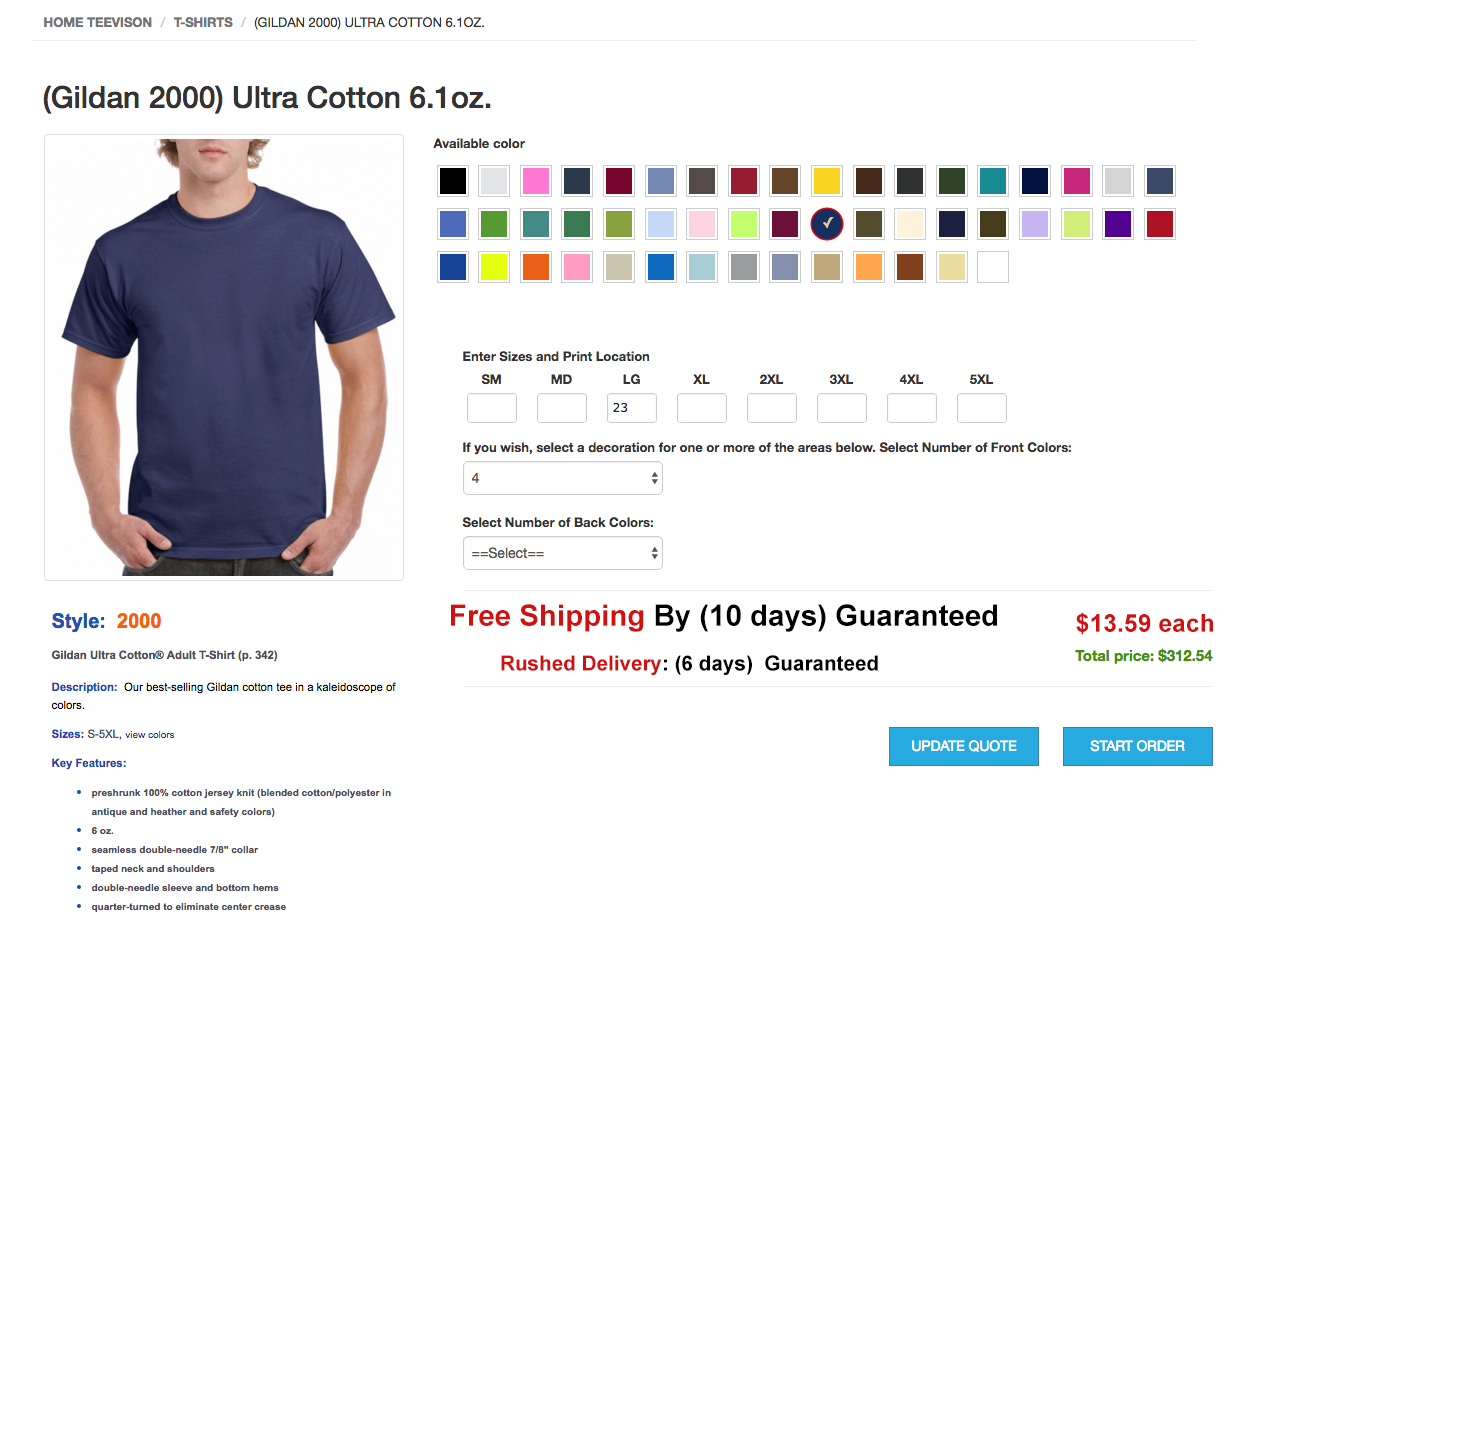 HOME TEEVISON / T-SHIRTS / (GILDAN 2000) ULTRA COTTON 6.1OZ.
(Gildan 2000) Ultra Cotton 6.1oz.
Available color
Enter Sizes and Print Location
SM MD LG XL 2XL 3XL 4XL 5XL
23
If you wish, select a decoration for one or more of the areas below. Select Number of Front Colors:
4
Select Number of Back Colors:
==Select==
Free Shipping By (10 days) Guaranteed
Rushed Delivery: (6 days) Guaranteed
$13.59 each
Total price: $312.54
UPDATE QUOTE
START ORDER
Style: 2000
Gildan Ultra Cotton® Adult T-Shirt (p. 342)
Description: Our best-selling Gildan cotton tee in a kaleidoscope of
colors.
Sizes: S-5XL, view colors
Key Features:
preshrunk 100% cotton jersey knit (blended cotton/polyester in
antique and heather and safety colors)
6 oz.
seamless double-needle 7/8" collar
taped neck and shoulders
double-needle sleeve and bottom hems
quarter-turned to eliminate center crease